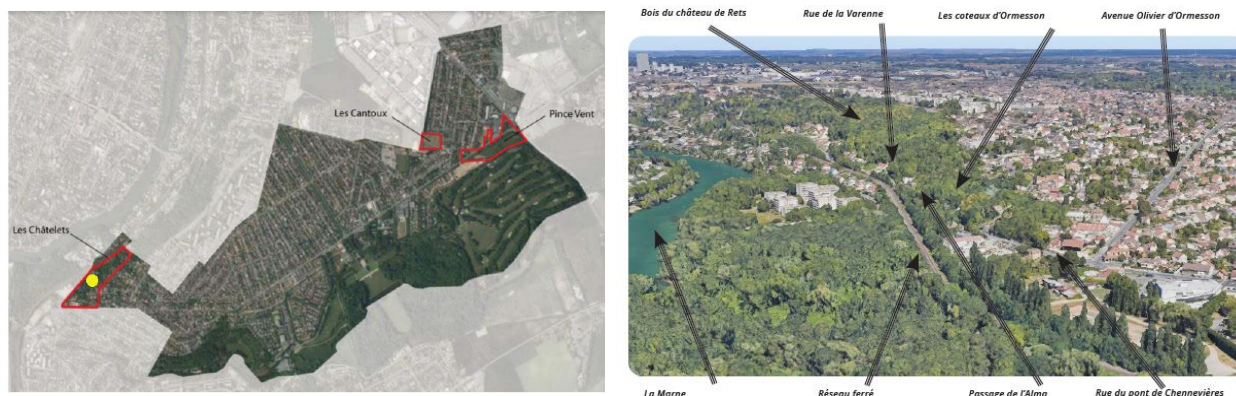 Les Cantoux
Pince Vent
Les Châtelets
Bois du château de Rets
Rue de la Varenne
Les coteaux d'Ormesson
Avenue Olivier d'Ormesson
La Marne
Réseau ferré
Passage de l'Alma
Rue du pont de Chennevières